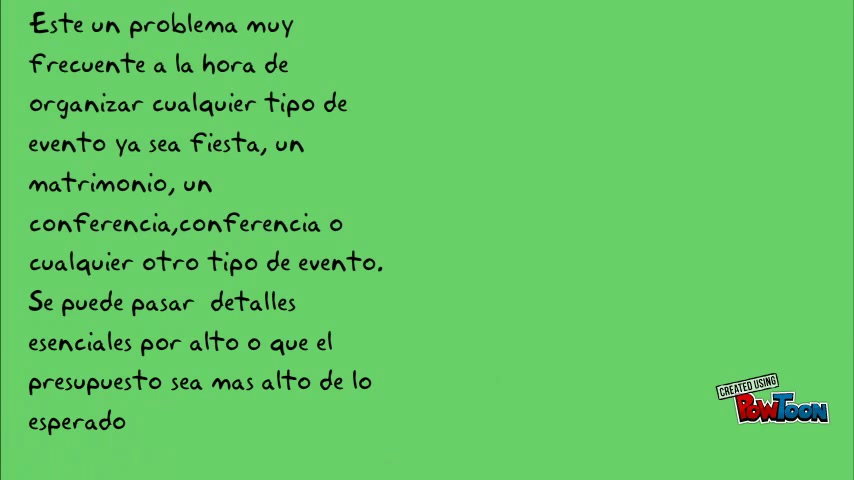 Este un problema muy
frecuente a la hora de
organizar cualquier tipo de
evento ya sea fiesta, un
matrimonio, un
conferencia,conferencia o
cualquier otro tipo de evento.
Se puede pasar  detalles
esenciales por alto o que el
presupuesto sea mas alto de lo
esperado
CREATED USING
POWTOON